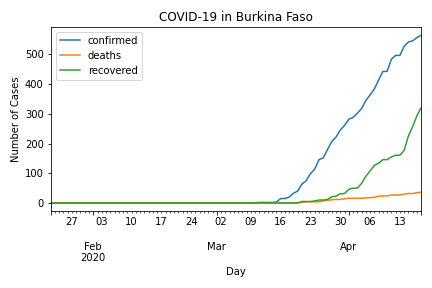 COVID-19 in Burkina Faso
confirmed
deaths
recovered
Number of Cases
500
400
300
200
100
0
27 03 10 17 24 02 09 16 23 30 06 13
Feb Mar Apr
2020
Day